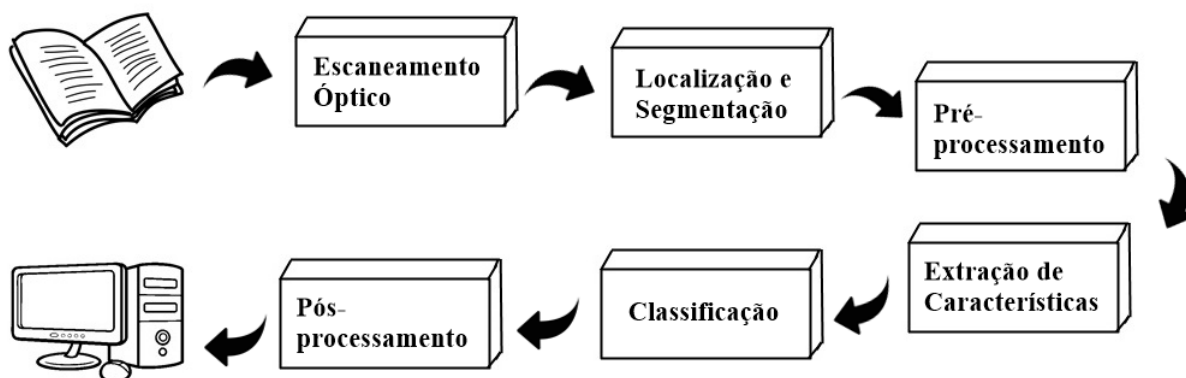 Escaneamento
Óptico
Localização e
Segmentação
Pré-
processamento
Extração de
Características
Classificação
Pós-
processamento